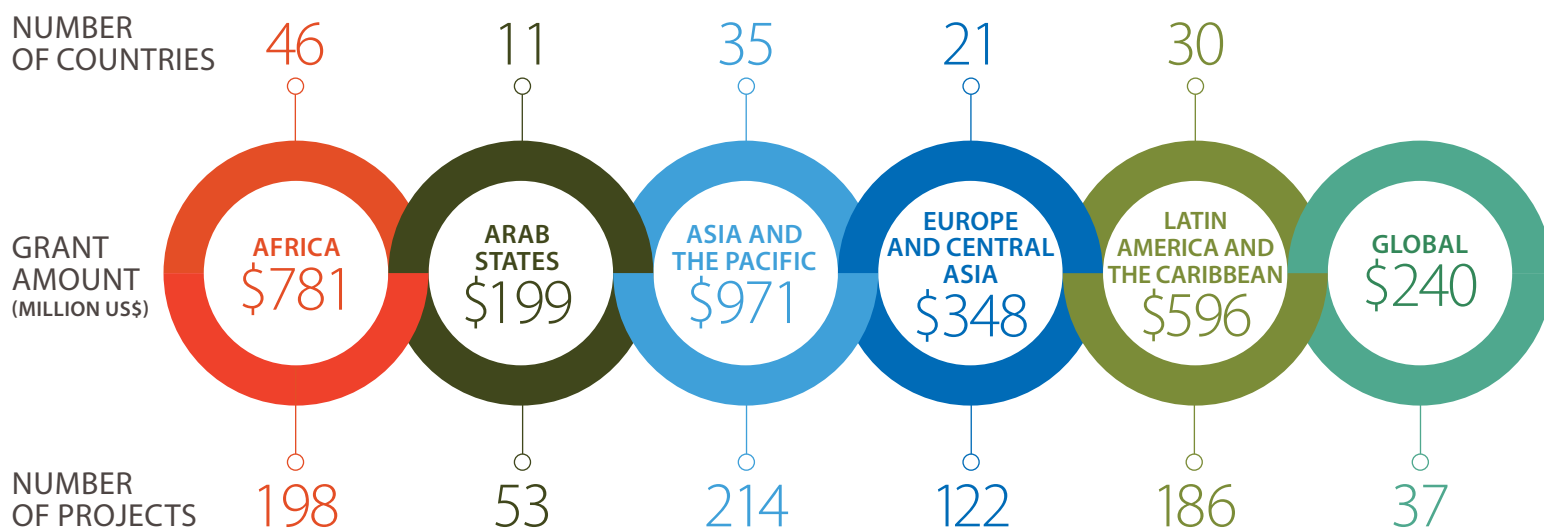 NUMBER
OF COUNTRIES
46
11
35
21
30
GRANT
AMOUNT
(MILLION US$)
AFRICA
$781
ARAB
STATES
$199
ASIA AND
THE PACIFIC
$971
EUROPE
AND CENTRAL
ASIA
$348
LATIN
AMERICA AND
THE CARIBBEAN
$596
GLOBAL
$240
NUMBER
OF PROJECTS
198
53
214
122
186
37